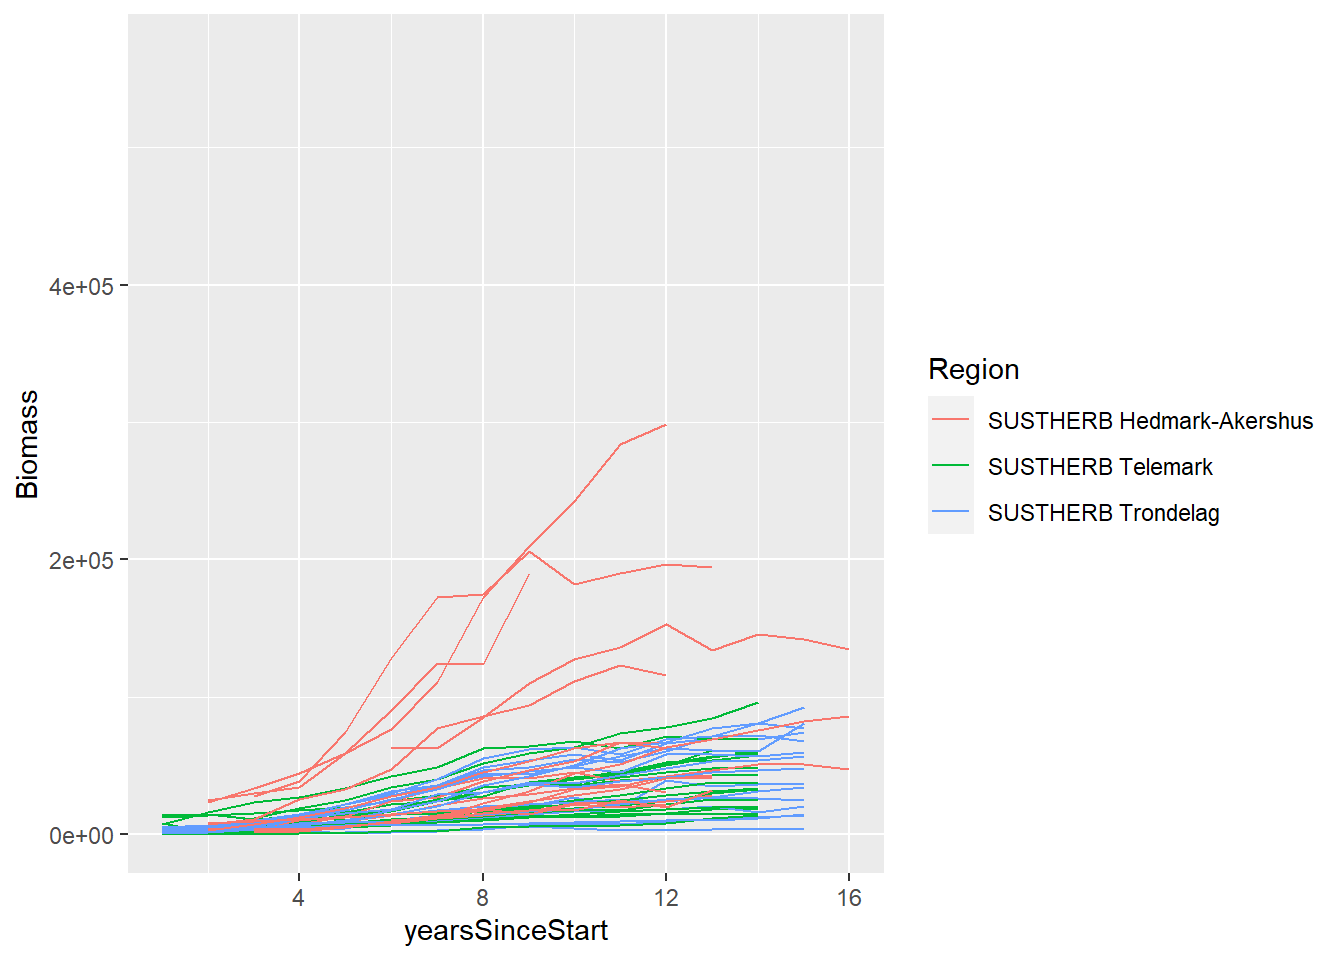 4e+05
2e+05
0e+00
Biomass
4
8
12
16
yearsSinceStart
Region
SUSTHERB Hedmark-Akershus
SUSTHERB Telemark
SUSTHERB Trondelag